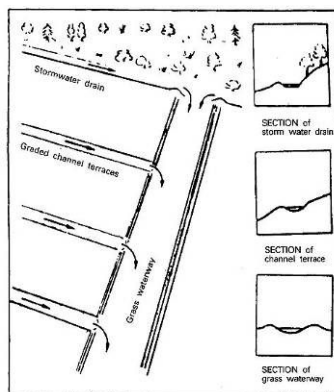 Stormwater drain
Graded channel terraces
Grass waterway
SECTION of
storm water drain
SECTION of
channel terrace
SECTION of
grass waterway